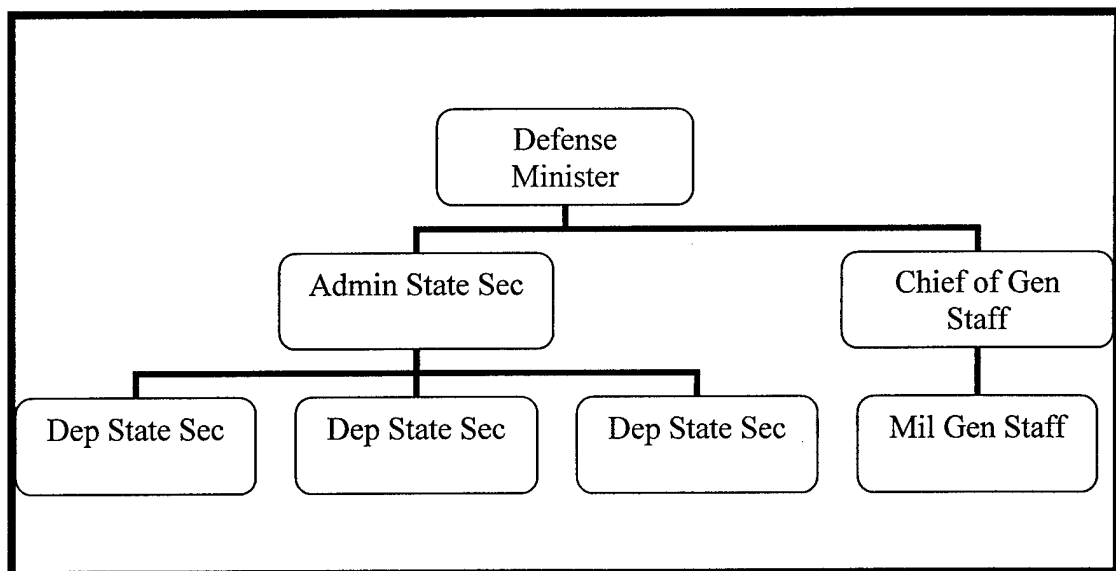 Defense
Minister
Admin State Sec
Chief of Gen
Staff
Dep State Sec
Dep State Sec
Dep State Sec
Mil Gen Staff